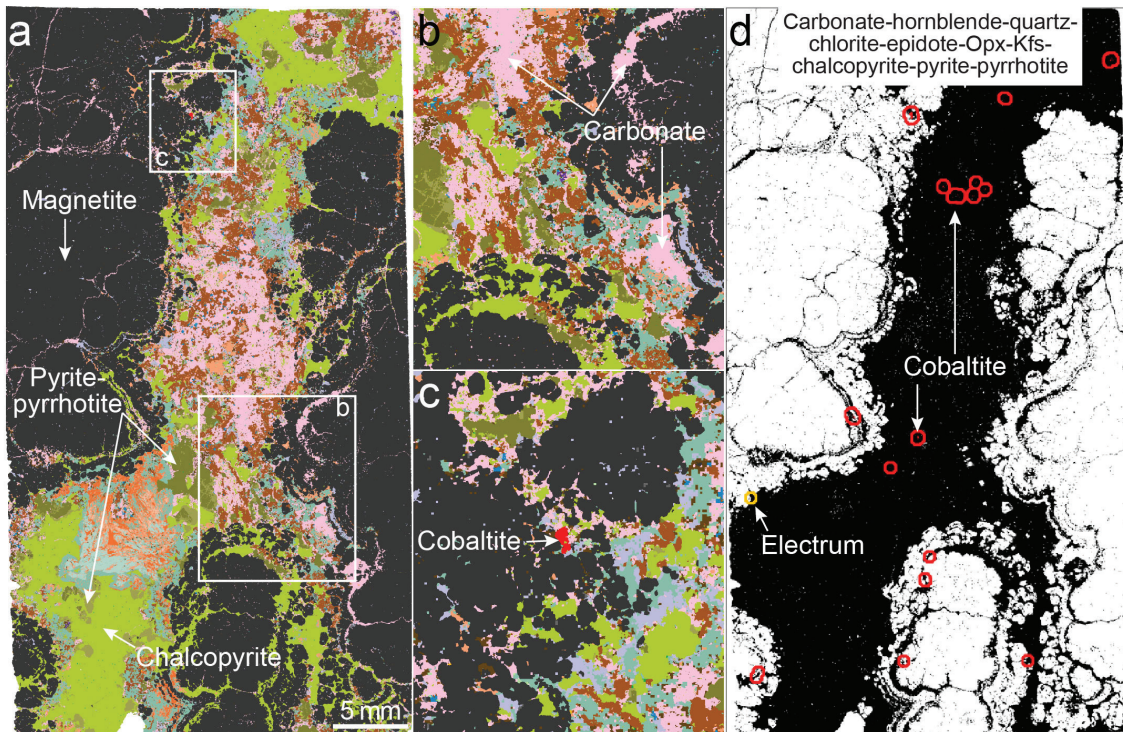 a
c
Magnetite
Pyrite-
pyrrhotite
b
Chalcopyrite
5 mm
b
Carbonate
c
Cobaltite
d
Carbonate-hornblende-quartz-
chlorite-epidote-Opx-Kfs-
chalcopyrite-pyrite-pyrrhotite
Cobaltite
Electrum